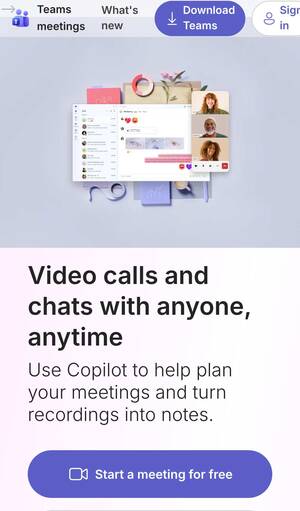 Teams What's Download Sign
meetings new Teams in
Video calls and
chats with anyone,
anytime
Use Copilot to help plan
your meetings and turn
recordings into notes.
Start a meeting for free